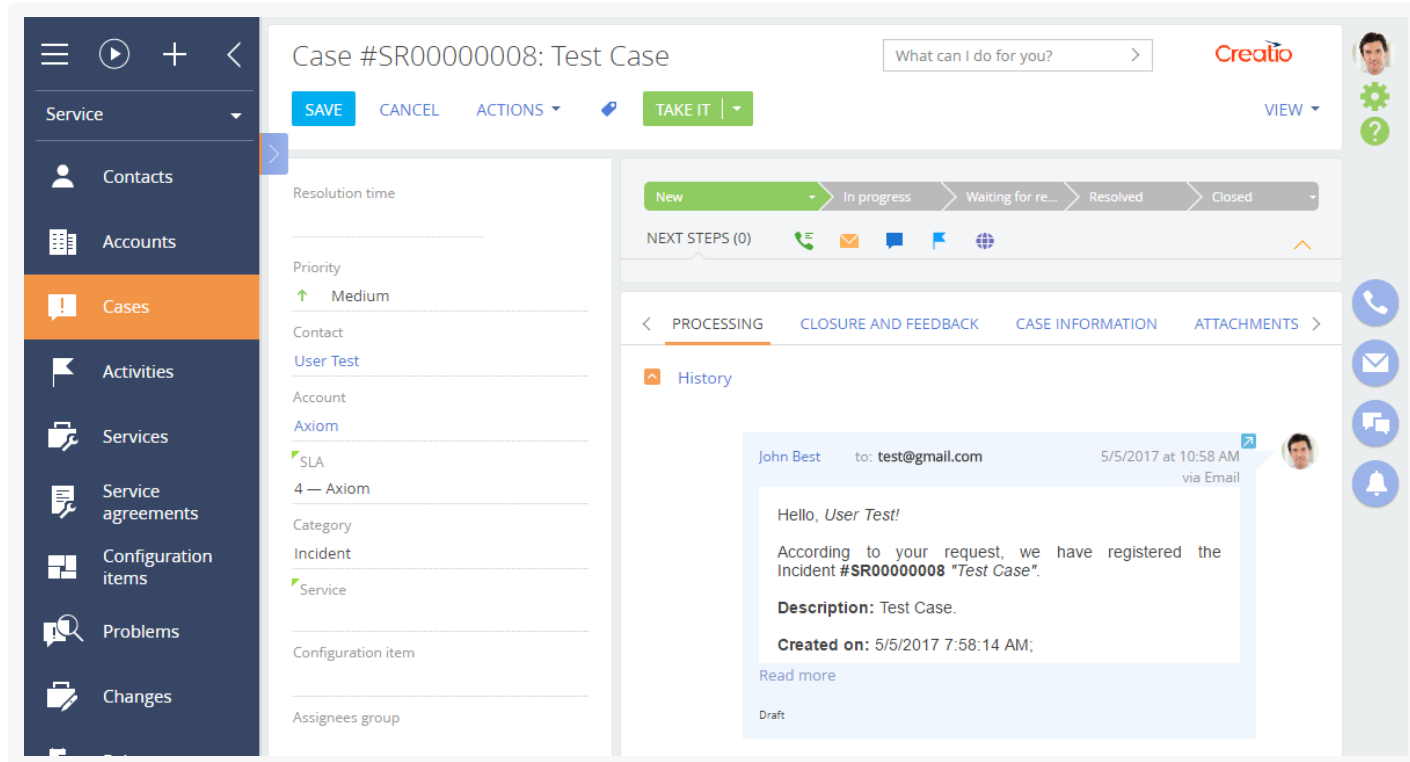 Case #SR00000008: Test Case
What can I do for you?
Creatio
Service
SAVE
CANCEL
ACTIONS
TAKE IT
VIEW
Contacts
Accounts
Cases
Activities
Services
Service
agreements
Configuration
items
Problems
Changes
Resolution time
Priority
Medium
Contact
User Test
Account
Axiom
SLA
4 — Axiom
Category
Incident
Service
Configuration item
Assignees group
New
In progress
Waiting for re...
Resolved
Closed
NEXT STEPS (0)
PROCESSING
CLOSURE AND FEEDBACK
CASE INFORMATION
ATTACHMENTS
History
John Best to: test@gmail.com 5/5/2017 at 10:58 AM
via Email
Hello, User Test!
According to your request, we have registered the
Incident #SR00000008 "Test Case".
Description: Test Case.
Created on: 5/5/2017 7:58:14 AM;
Read more
Draft